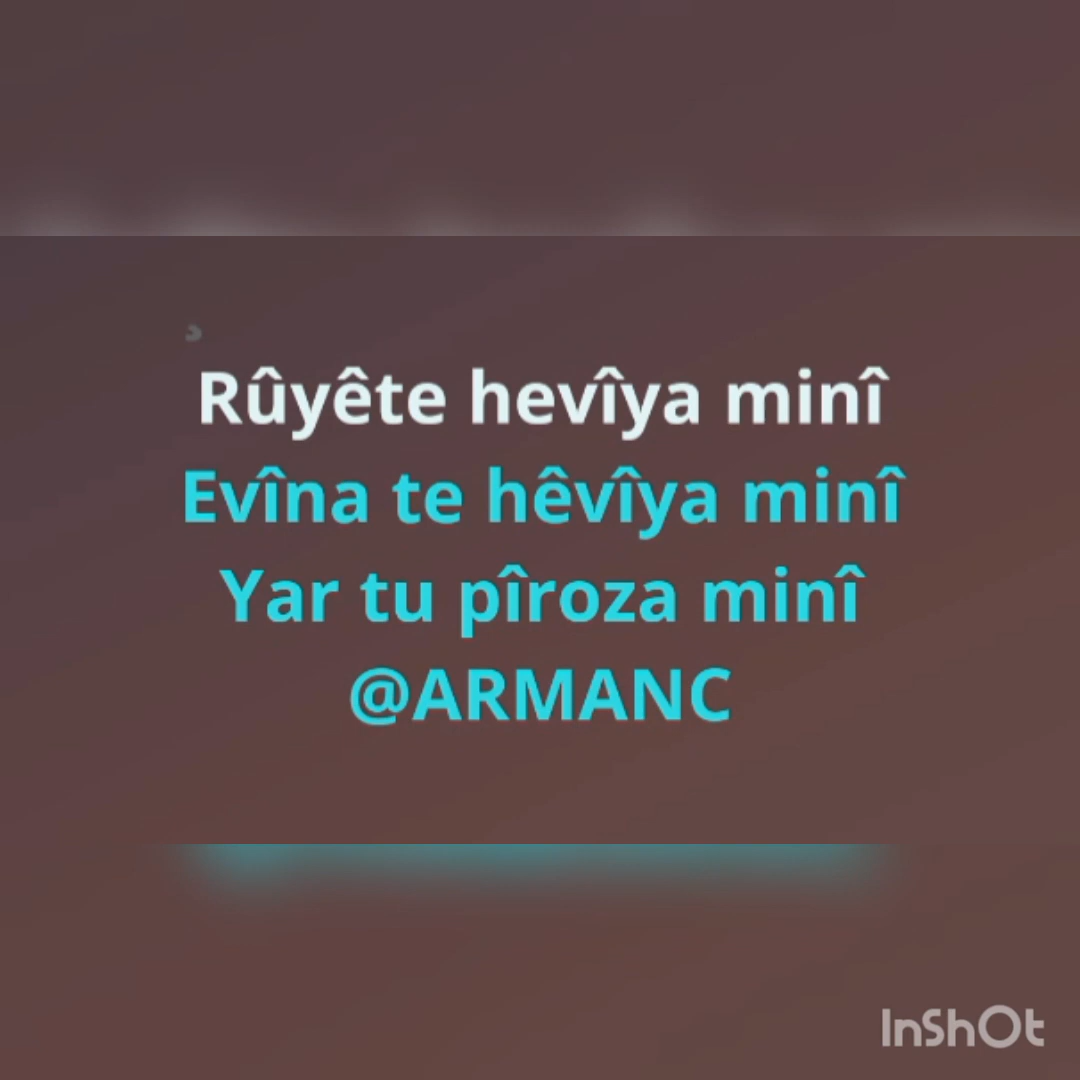 Rûyête hevîya minî
Evîna te hêvîya minî
Yar tu pîroza minî
@ARMANC
InShOt